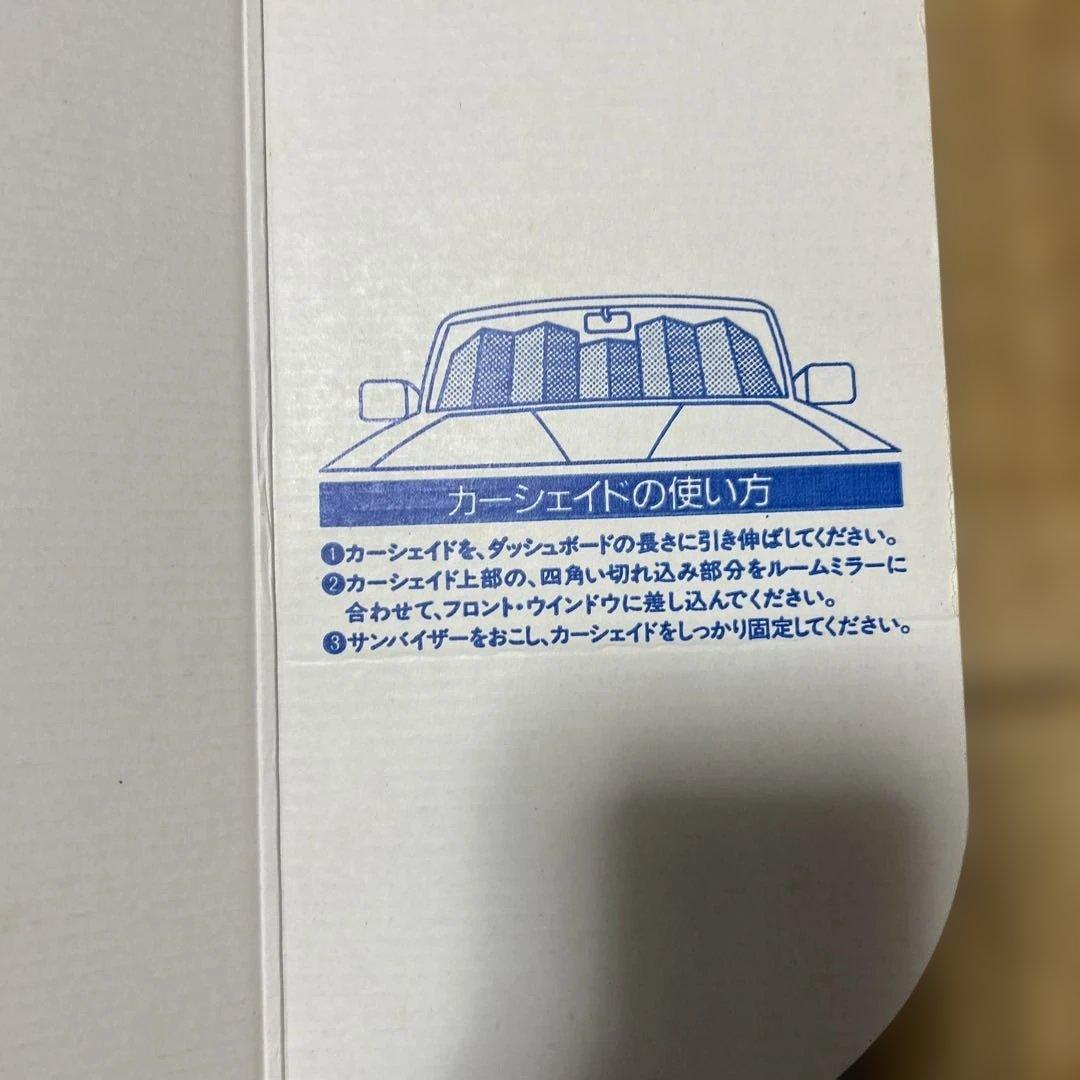 カーシェイドの使い方
❶カーシェイドを、ダッシュボードの長さに引き伸ばしてください。
❷カーシェイド上部の、四角い切れ込み部分をルームミラーに
合わせて、フロント・ウインドウに差し込んでください。
❸サンバイザーをおこし、カーシェイドをしっかり固定してください。